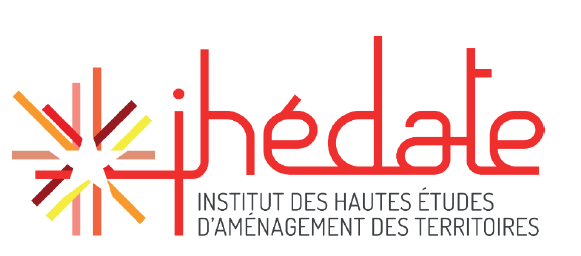 ihédate
INSTITUT DES HAUTES ÉTUDES
D'AMÉNAGEMENT DES TERRITOIRES